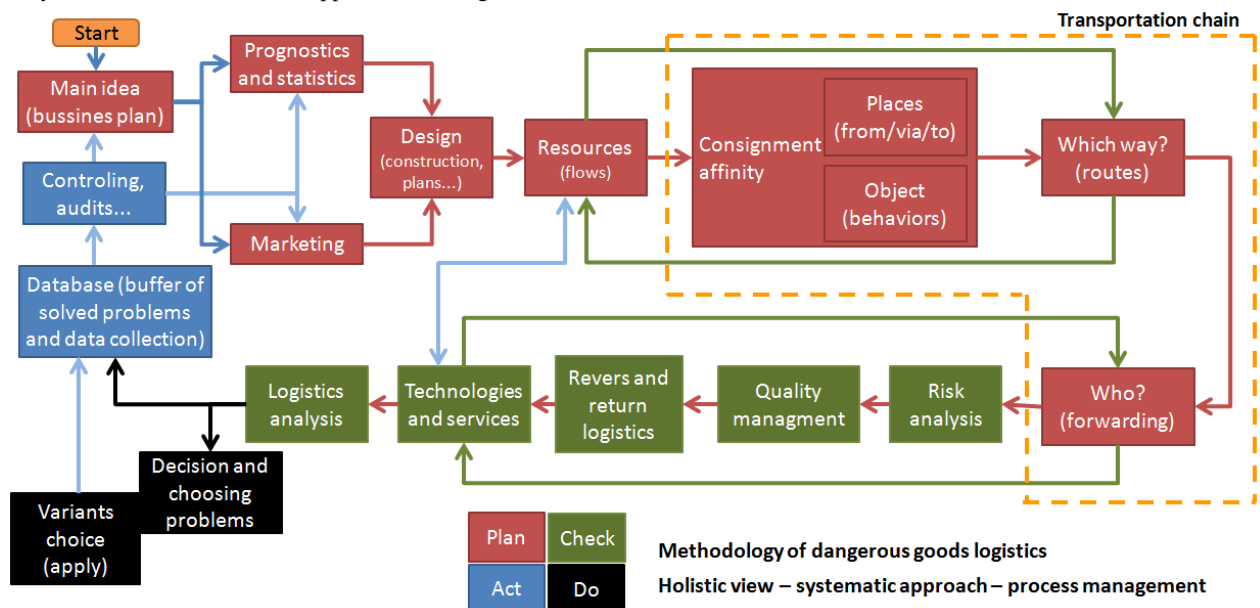 Transportation chain
Start
Main idea
(bussines plan)
Prognostics
and statistics
Design
(construction,
plans...)
Resources
(flows)
Consignment
affinity
Places
(from/via/to)
Object
(behaviors)
Which way?
(routes)
Controling,
audits...
Marketing
Database (buffer of
solved problems
and data collection)
Logistics
analysis
Technologies
and services
Revers and
return
logistics
Quality
managment
Risk
analysis
Who?
(forwarding)
Decision and
choosing
problems
Variants
choice
(apply)
Plan
Check
Act
Do
Methodology of dangerous goods logistics
Holistic view – systematic approach – process management